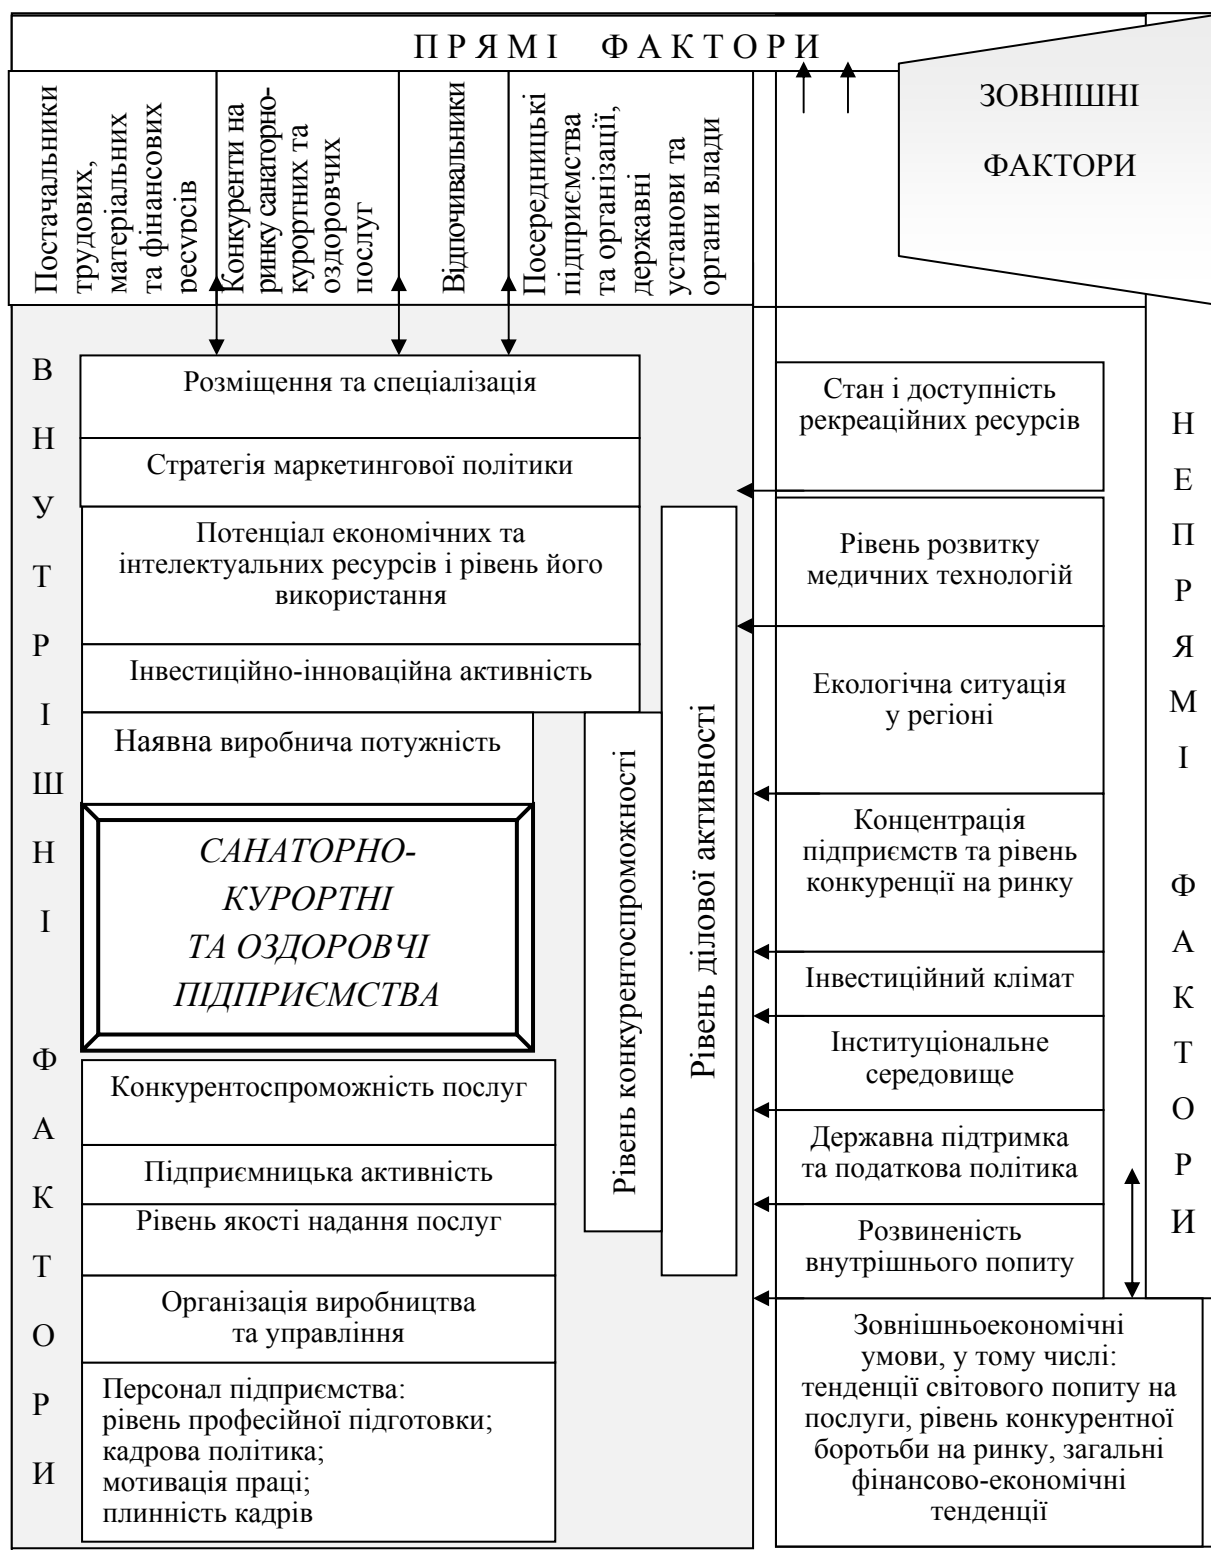 П Р Я М І Ф А К Т О Р И
ЗОВНІШНІ
ФАКТОРИ
Постачальники
трудових,
матеріальних
та фінансових
ресурсів
Конкуренти на
ринку санаторно-
курортних та
оздоровчих
послуг
Відпочивальники
Посередницькі
підприємства
та організації,
державні
установи та
органи влади
В Н У Т Р І Ш Н І Ф А К Т О Р И
Розміщення та спеціалізація
Стратегія маркетингової політики
Потенціал економічних та
інтелектуальних ресурсів і рівень його
використання
Інвестиційно-інноваційна активність
Наявна виробнича потужність
САНАТОРНО-
КУРОРТНІ
ТА ОЗДОРОВЧІ
ПІДПРИЄМСТВА
Конкурентоспроможність послуг
Підприємницька активність
Рівень якості надання послуг
Організація виробництва
та управління
Персонал підприємства:
рівень професійної підготовки;
кадрова політика;
мотивація праці;
плинність кадрів
Рівень конкурентоспроможності
Рівень ділової активності
Стан і доступність
рекреаційних ресурсів
Рівень розвитку
медичних технологій
Екологічна ситуація
у регіоні
Концентрація
підприємств та рівень
конкуренції на ринку
Інвестиційний клімат
Інституціональне
середовище
Державна підтримка
та податкова політика
Розвиненість
внутрішнього попиту
Зовнішньоекономічні
умови, у тому числі:
тенденції світового попиту на
послуги, рівень конкурентної
боротьби на ринку, загальні
фінансово-економічні
тенденції
Н Е П Р Я М І Ф А К Т О Р И